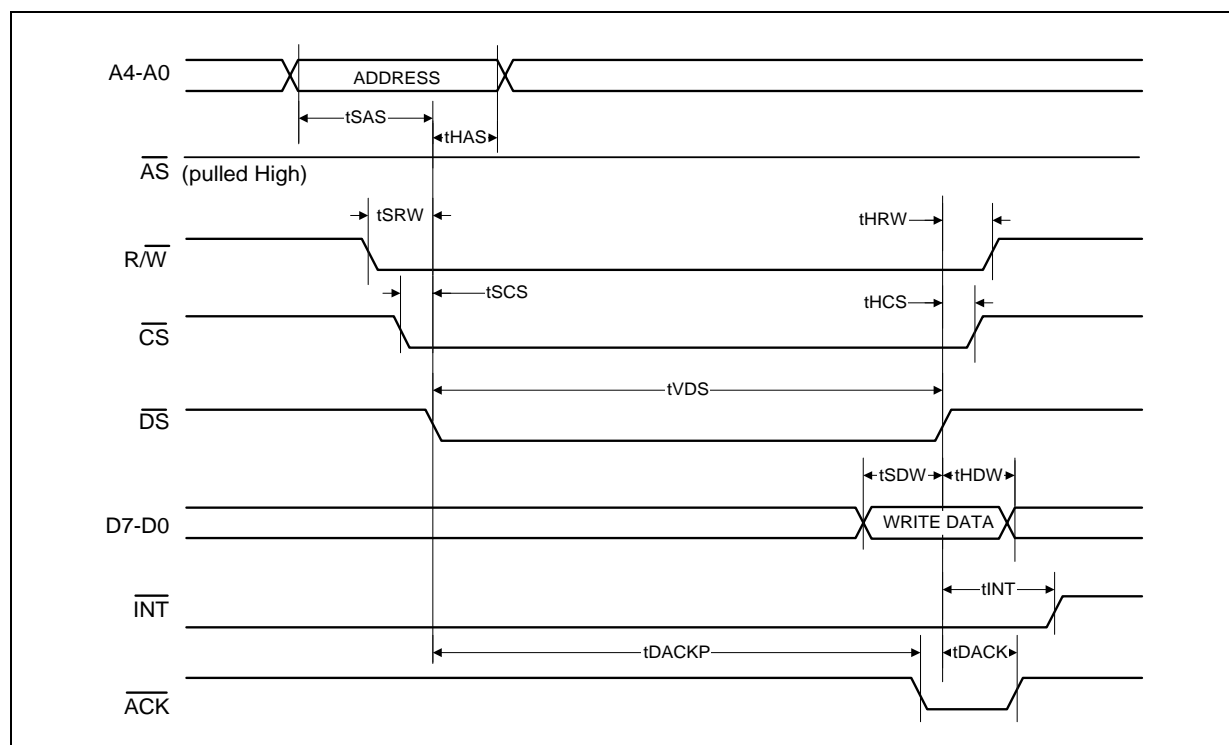 A4-A0
ADDRESS
tSAS
tHAS
AS (pulled High)
tSRW
tHRW
R/W
tSCS
tHCS
CS
tVDS
DS
tSDW
tHDW
D7-D0
WRITE DATA
tINT
INT
tDACKP
tDACK
ACK